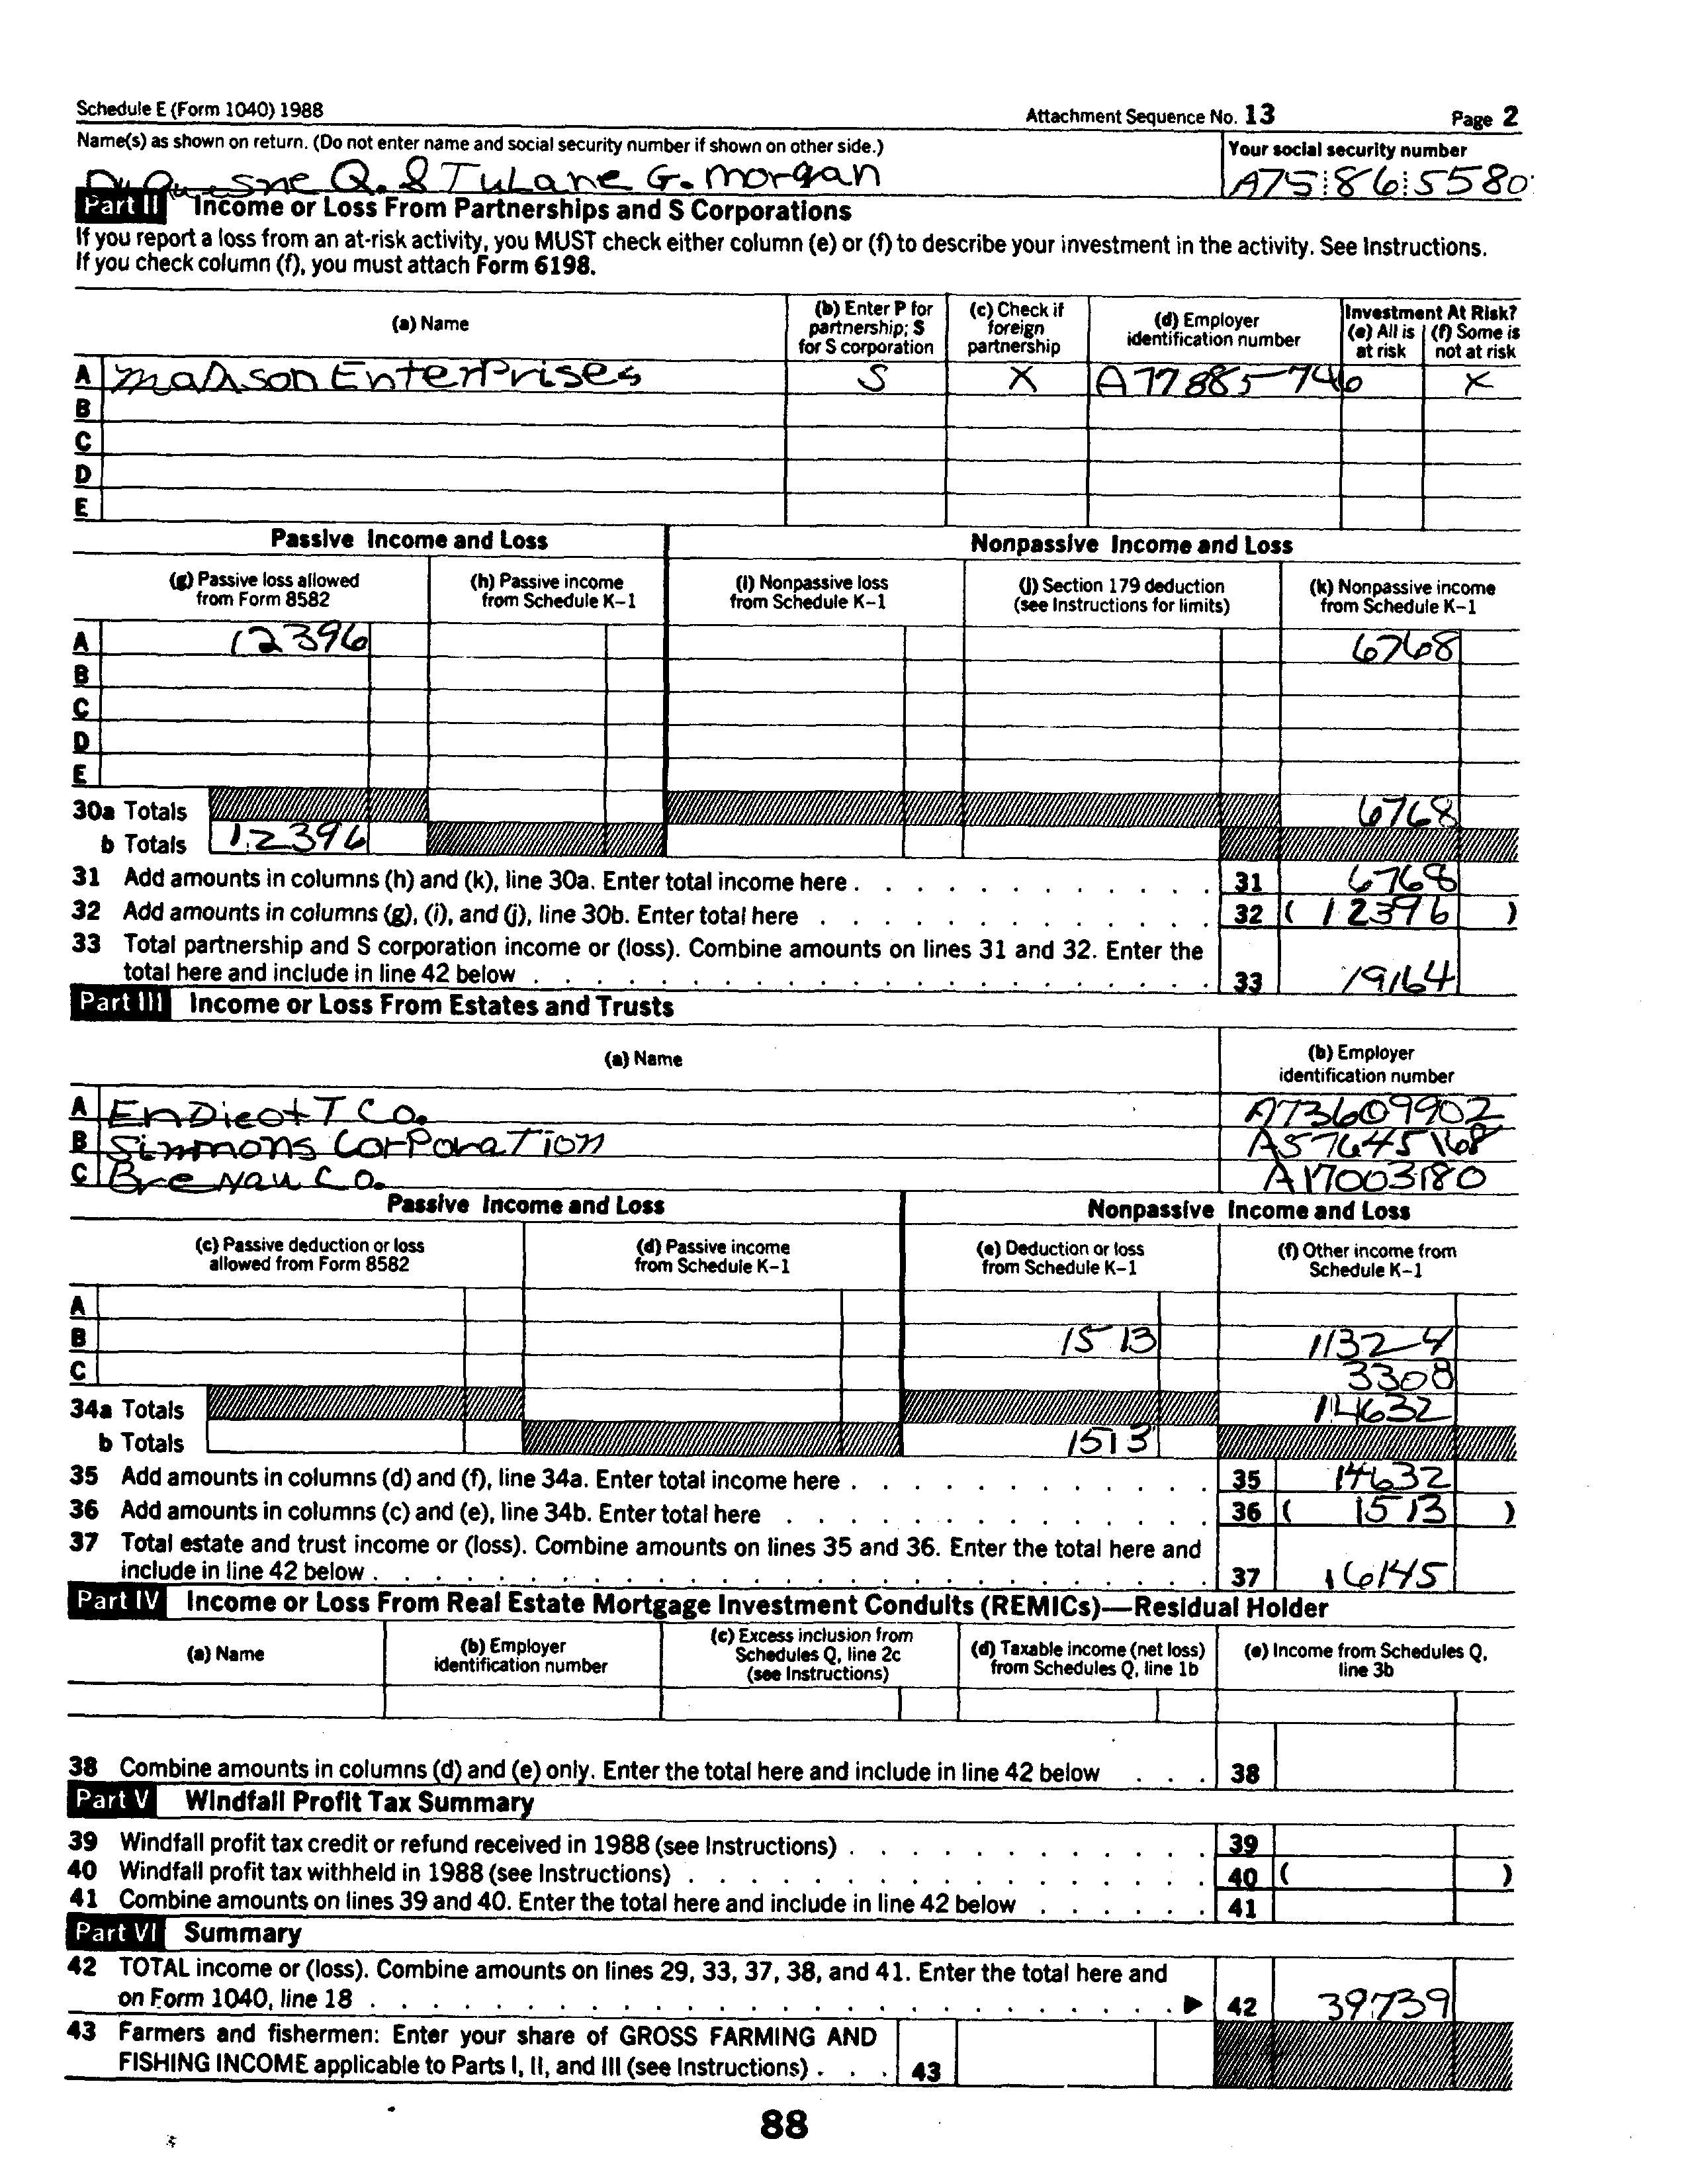 Schedule E (Form 1040) 1988 Attachment Sequence No. 13 Page 2
Name(s) as shown on return. (Do not enter name and social security number if shown on other side.) Your social security number
DuQuesne Q. & TuLane G. Morgan A75 86 5580
Part II Income or Loss From Partnerships and S Corporations
If you report a loss from an at-risk activity, you MUST check either column (e) or (f) to describe your investment in the activity. See Instructions.
If you check column (f), you must attach Form 6198.
(a) Name (b) Enter P for partnership; S for S corporation (c) Check if foreign partnership (d) Employer identification number Investment At Risk? (e) All is at risk (f) Some is not at risk
A EnterPrises S X A77885746 X
B
C
D
E
Passive Income and Loss Nonpassive Income and Loss
(g) Passive loss allowed from Form 8582 (h) Passive income from Schedule K-1 (i) Nonpassive loss from Schedule K-1 (j) Section 179 deduction (see Instructions for limits) (k) Nonpassive income from Schedule K-1
A 12396 6768
B
C
D
E
30a Totals 6768
b Totals 12396
31 Add amounts in columns (h) and (k), line 30a. Enter total income here 31 6768
32 Add amounts in columns (g), (i), and (j), line 30b. Enter total here 32 ( 12396 )
33 Total partnership and S corporation income or (loss). Combine amounts on lines 31 and 32. Enter the
total here and include in line 42 below 33 19164
Part III Income or Loss From Estates and Trusts
(a) Name (b) Employer identification number
A EnDicotT Co. A73609902
B Simmons CorPoraTion A57645168
C BreNau Co. A17003180
Passive Income and Loss Nonpassive Income and Loss
(c) Passive deduction or loss allowed from Form 8582 (d) Passive income from Schedule K-1 (e) Deduction or loss from Schedule K-1 (f) Other income from Schedule K-1
A
B 1513 11324
C 3308
34a Totals 14632
b Totals 1513
35 Add amounts in columns (d) and (f), line 34a. Enter total income here 35 14632
36 Add amounts in columns (c) and (e), line 34b. Enter total here 36 ( 1513 )
37 Total estate and trust income or (loss). Combine amounts on lines 35 and 36. Enter the total here and
include in line 42 below 37 16145
Part IV Income or Loss From Real Estate Mortgage Investment Conduits (REMICs)—Residual Holder
(a) Name (b) Employer identification number (c) Excess inclusion from Schedules Q, line 2c (see Instructions) (d) Taxable income (net loss) from Schedules Q, line 1b (e) Income from Schedules Q, line 3b
38 Combine amounts in columns (d) and (e) only. Enter the total here and include in line 42 below 38
Part V Windfall Profit Tax Summary
39 Windfall profit tax credit or refund received in 1988 (see Instructions) 39
40 Windfall profit tax withheld in 1988 (see Instructions) 40 ( )
41 Combine amounts on lines 39 and 40. Enter the total here and include in line 42 below 41
Part VI Summary
42 TOTAL income or (loss). Combine amounts on lines 29, 33, 37, 38, and 41. Enter the total here and
on Form 1040, line 18 ▶ 42 39739
43 Farmers and fishermen: Enter your share of GROSS FARMING AND
FISHING INCOME applicable to Parts I, II, and III (see Instructions) 43
88